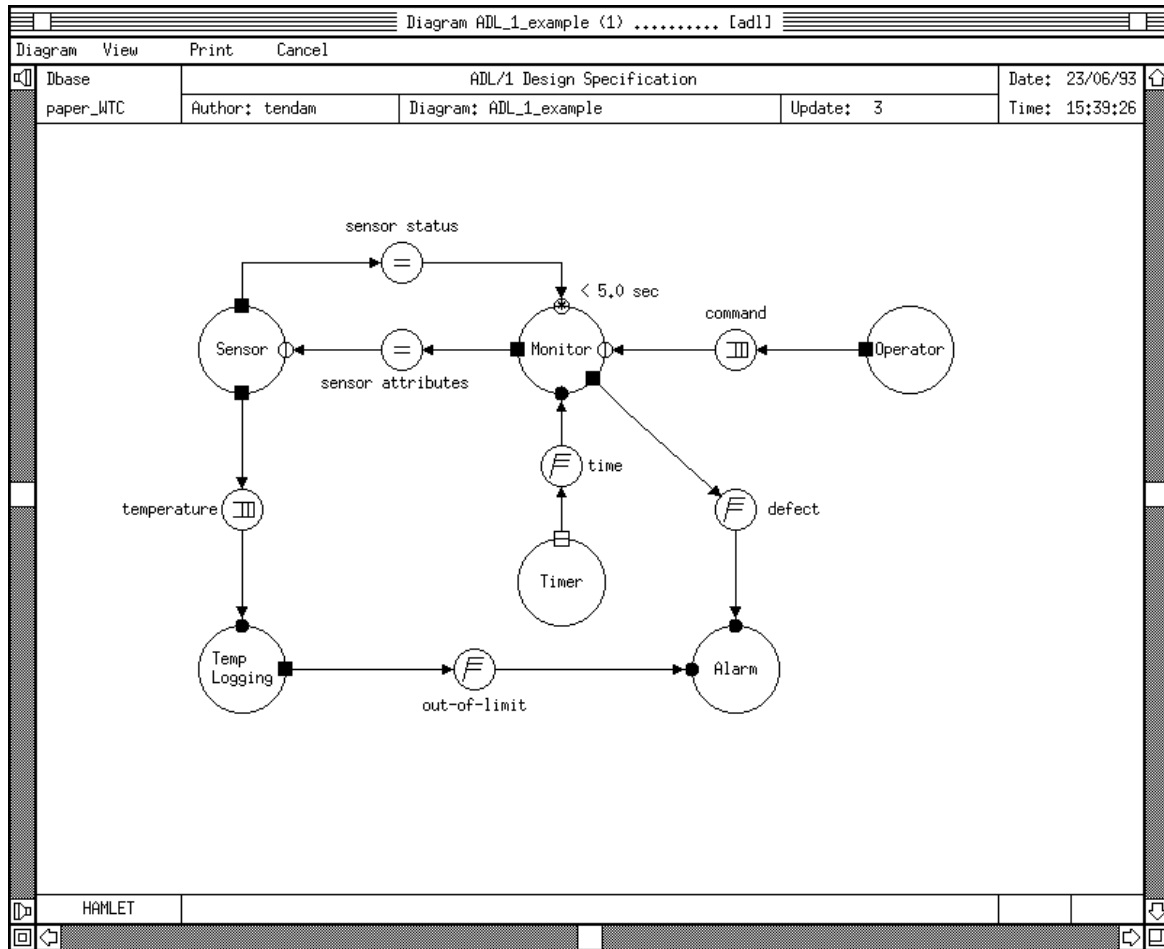 Diagram ADL_1_example (1) .......... [adl]
Diagram View Print Cancel
Dbase
ADL/1 Design Specification
Date: 23/06/93
paper_WTC
Author: tendam
Diagram: ADL_1_example
Update: 3
Time: 15:39:26
sensor status
< 5.0 sec
command
Sensor
Monitor
Operator
sensor attributes
time
temperature
defect
Timer
Temp
Logging
Alarm
out-of-limit
HAMLET